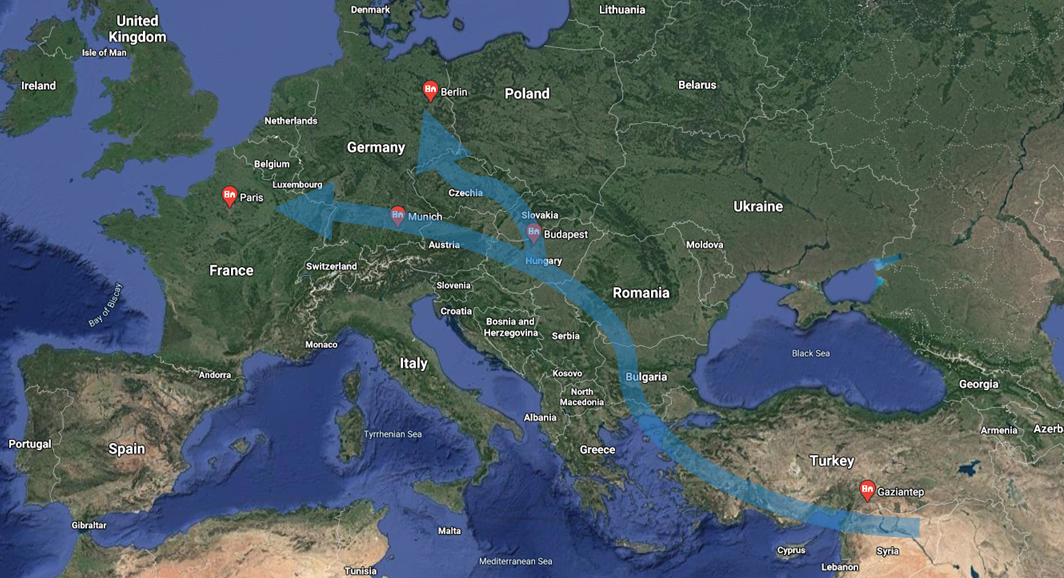 Denmark
Lithuania
United
Kingdom
Isle of Man
Ireland
Berlin
Poland
Belarus
Netherlands
Germany
Belgium
Luxembourg
Paris
Czechia
Ukraine
Slovakia
Munich
Budapest
Austria
Moldova
Hungary
France
Switzerland
Slovenia
Romania
Bay of Biscay
Croatia
Bosnia and
Herzegovina
Serbia
Monaco
Black Sea
Italy
Andorra
Kosovo
Bulgaria
Georgia
North
Macedonia
Albania
Armenia
Azerb
Portugal
Spain
Tyrrhenian Sea
Greece
Turkey
Gaziantep
Gibraltar
Malta
Cyprus
Syria
Mediterranean Sea
Lebanon
Tunisia